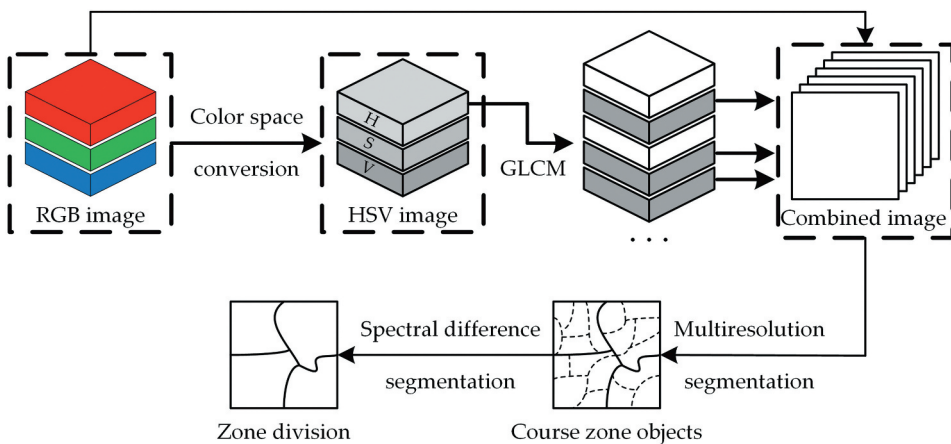 Color space
conversion
RGB image
H
S
V
HSV image
GLCM
. . .
Combined image
Spectral difference
segmentation
Multiresolution
segmentation
Zone division
Course zone objects